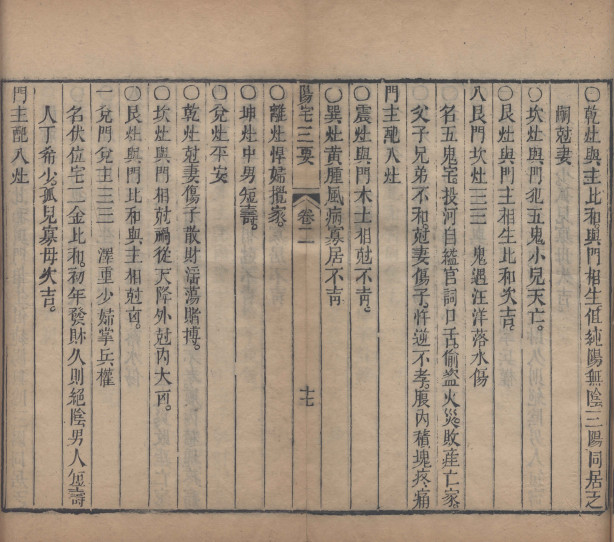 ○乾灶與主比和與門相生但純陽無陰三陽同居乏
嗣尅妻
○坎灶與門犯五鬼小兒夭亡。
○艮灶與門主相生比和次吉。
八艮門坎灶三三 鬼遇汪洋落水傷
名五鬼宅投河自縊官詞口舌。偷盜火災。敗產亡家。
父子兄弟不和。尅妻傷子。忤逆不孝。腹內積塊疼痛
門主配八灶
○震灶與門木土相尅不吉。
○巽灶黃腫風病寡居不吉。
陽宅三要 卷二 十七
○離灶悍婦攪家。
○坤灶中男短壽。
○兌灶平安
○乾灶尅妻傷子散財淫蕩賭摶。
○坎灶與門相尅禍從天降外尅內大凶。
○艮灶與門比和與主相尅凶。
一兌門兌主三三 澤重少婦掌兵權
名伏位宅二金比和。初年發財久則絕陰男人短壽
人丁希少。孤兒寡母次吉。
門主配八灶